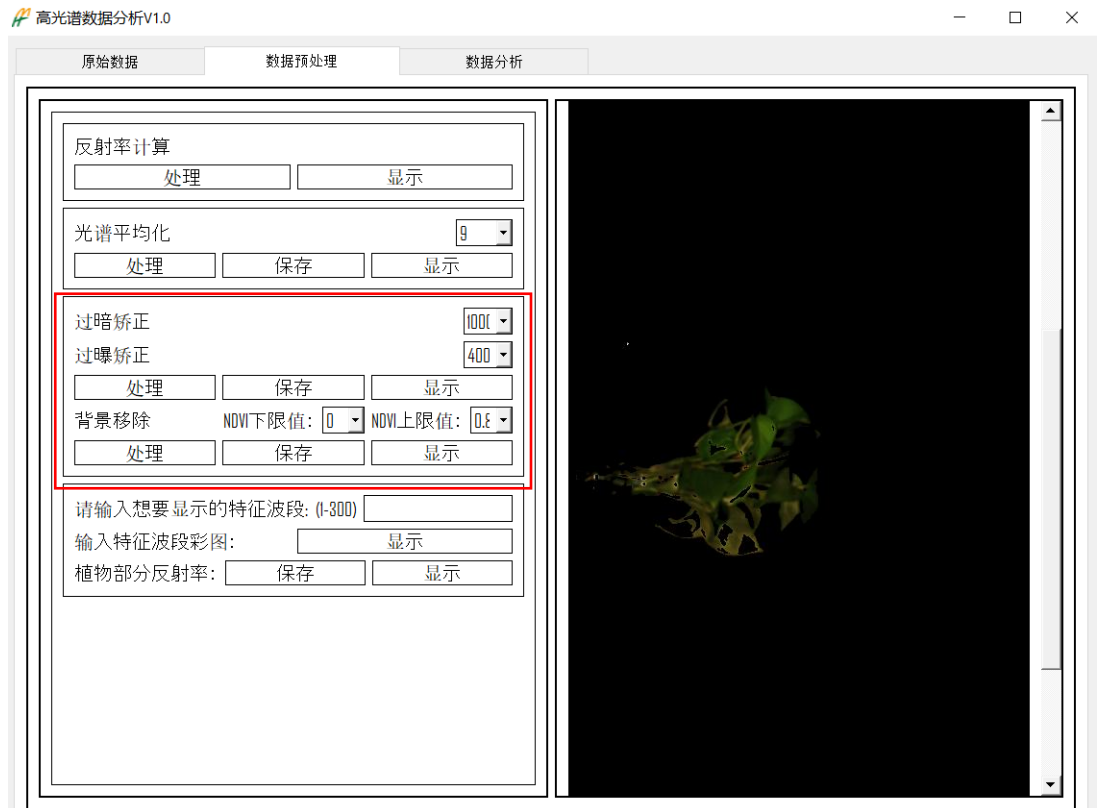 高光谱数据分析V1.0
原始数据 数据预处理 数据分析
反射率计算
处理 显示
光谱平均化 9
处理 保存 显示
过暗矫正
过曝矫正 400
处理 保存 显示
背景移除 NDVI下限值: 0 NDVI上限值:
处理 保存 显示
请输入想要显示的特征波段: (1-300)
输入特征波段彩图: 显示
植物部分反射率: 保存 显示